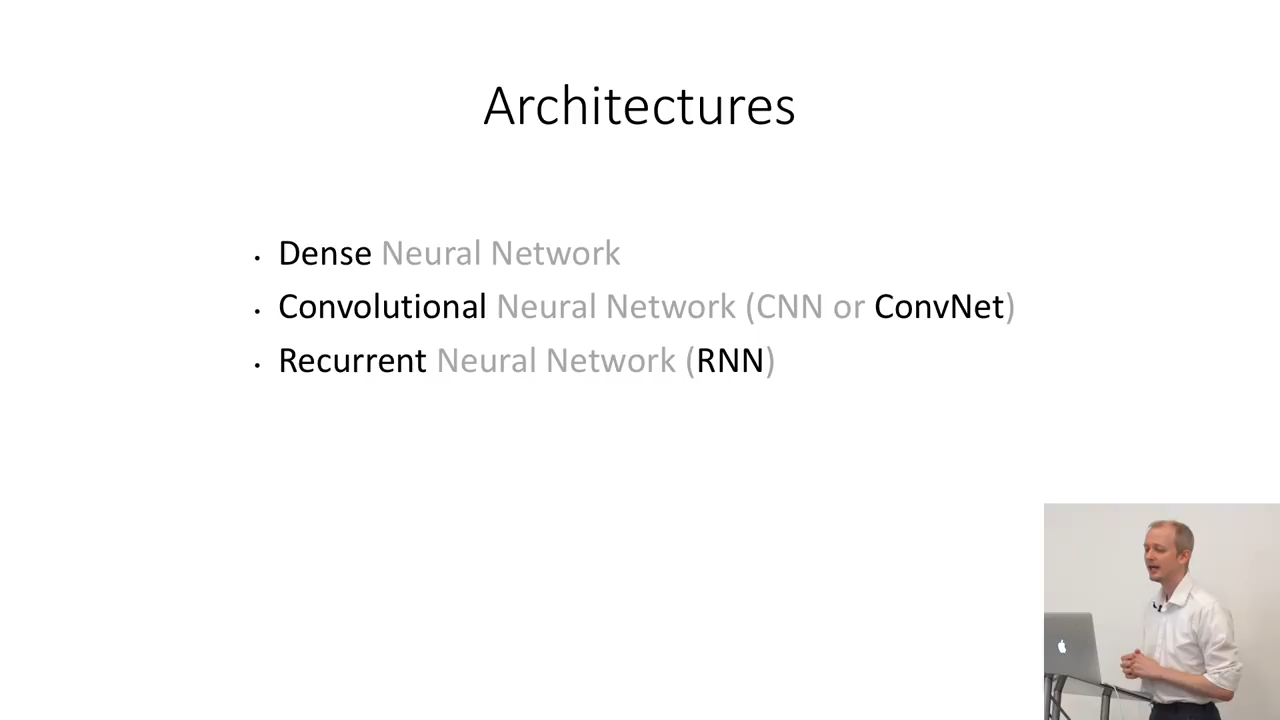 Architectures
• Dense Neural Network
• Convolutional Neural Network (CNN or ConvNet)
• Recurrent Neural Network (RNN)